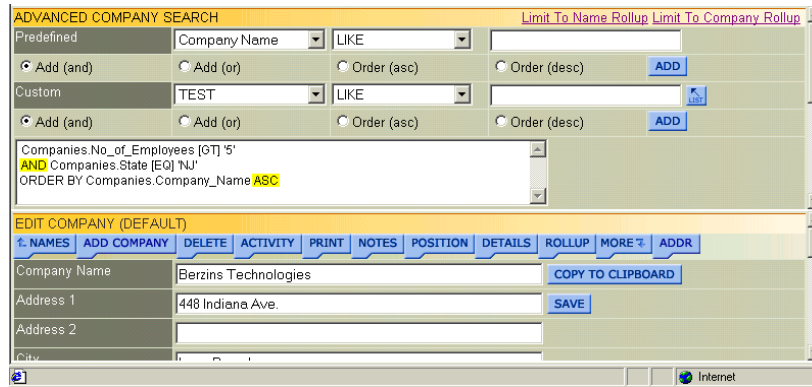 ADVANCED COMPANY SEARCH Limit To Name Rollup Limit To Company Rollup
Predefined Company Name LIKE
Add (and) Add (or) Order (asc) Order (desc) ADD
Custom TEST LIKE LIST
Add (and) Add (or) Order (asc) Order (desc) ADD
Companies.No_of_Employees [GT] '5'
AND Companies.State [EQ] 'NJ'
ORDER BY Companies.Company_Name ASC
EDIT COMPANY (DEFAULT)
NAMES ADD COMPANY DELETE ACTIVITY PRINT NOTES POSITION DETAILS ROLLUP MORE ADDR
Company Name Berzins Technologies COPY TO CLIPBOARD
Address 1 448 Indiana Ave. SAVE
Address 2
City
Internet